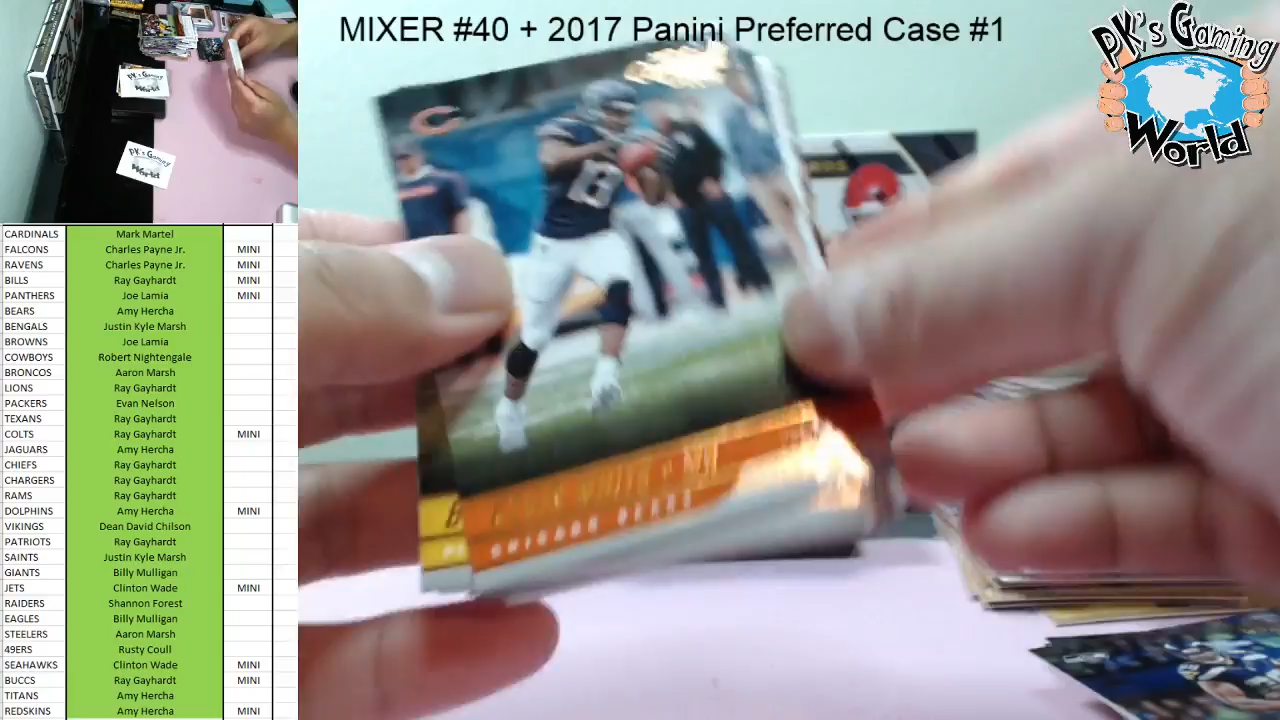 MIXER #40 + 2017 Panini Preferred Case #1
PK's Gaming
World
CARDINALS Mark Martel
FALCONS Charles Payne Jr. MINI
RAVENS Charles Payne Jr. MINI
BILLS Ray Gayhardt MINI
PANTHERS Joe Lamia MINI
BEARS Amy Hercha
BENGALS Justin Kyle Marsh
BROWNS Joe Lamia
COWBOYS Robert Nightengale
BRONCOS Aaron Marsh
LIONS Ray Gayhardt
PACKERS Evan Nelson
TEXANS Ray Gayhardt
COLTS Ray Gayhardt MINI
JAGUARS Amy Hercha
CHIEFS Ray Gayhardt
CHARGERS Ray Gayhardt
RAMS Ray Gayhardt
DOLPHINS Amy Hercha MINI
VIKINGS Dean David Chilson
PATRIOTS Ray Gayhardt
SAINTS Justin Kyle Marsh
GIANTS Billy Mulligan
JETS Clinton Wade MINI
RAIDERS Shannon Forest
EAGLES Billy Mulligan
STEELERS Aaron Marsh
49ERS Rusty Coull
SEAHAWKS Clinton Wade MINI
BUCCS Ray Gayhardt MINI
TITANS Amy Hercha
REDSKINS Amy Hercha MINI
WHITE
CHICAGO BEARS